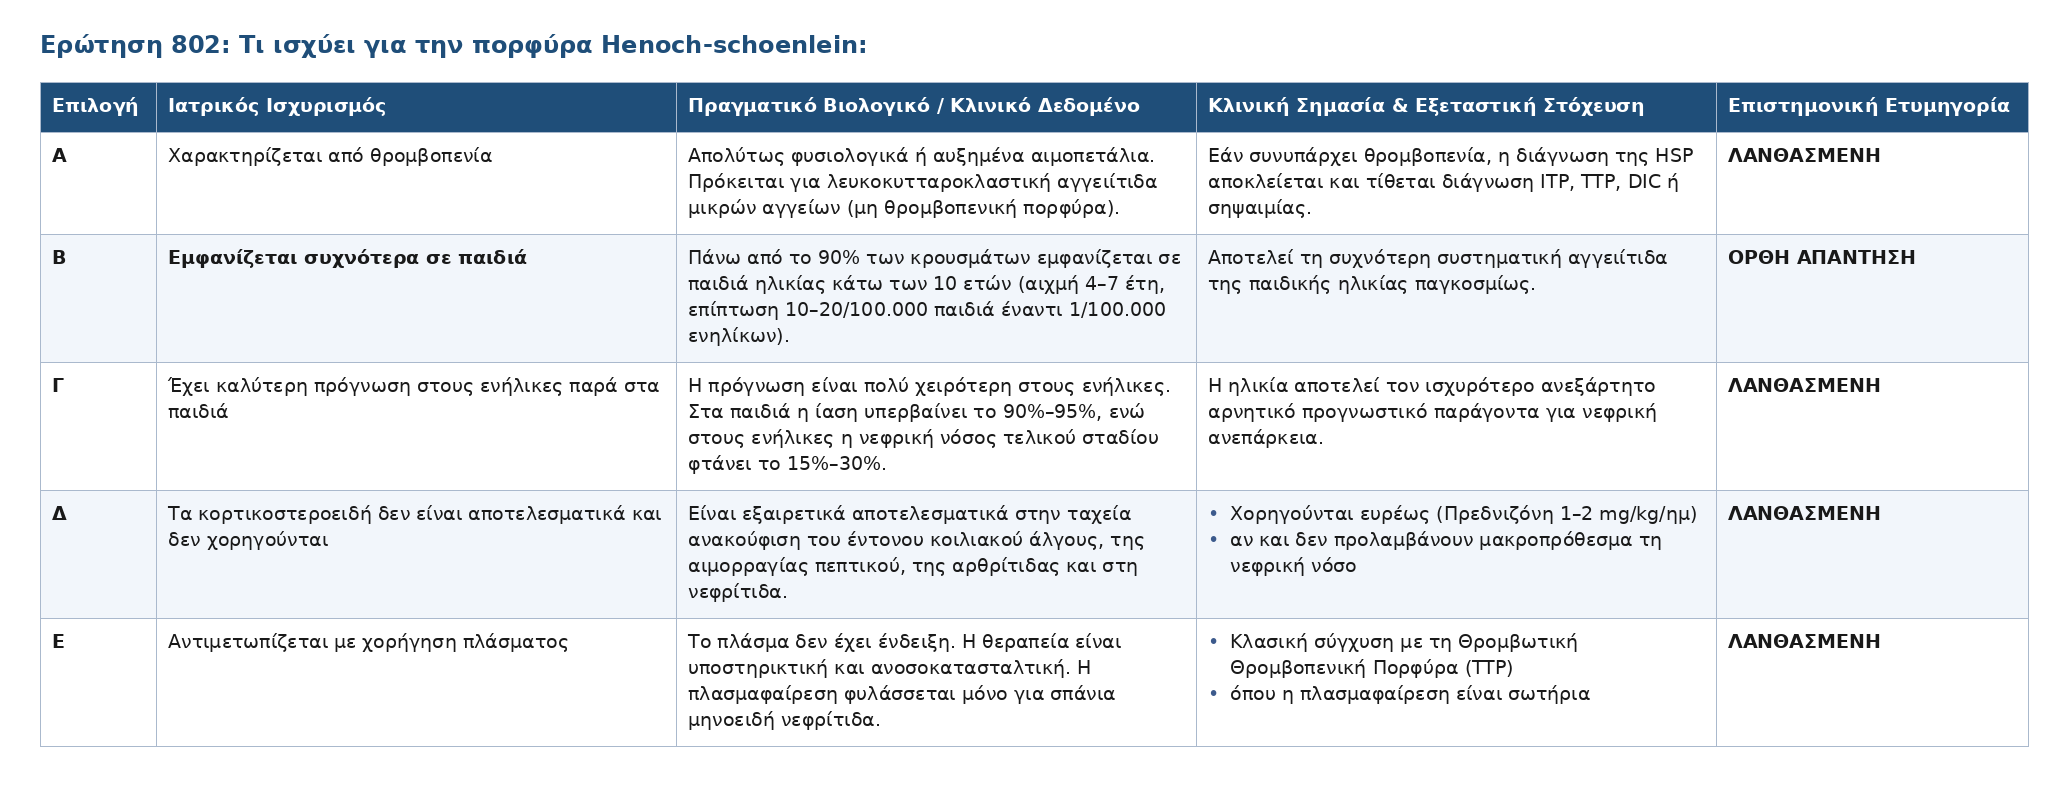 Ερώτηση 802: Τι ισχύει για την πορφύρα Henoch-schoenlein:
Επιλογή
Ιατρικός Ισχυρισμός
Πραγματικό Βιολογικό / Κλινικό Δεδομένο
Κλινική Σημασία & Εξεταστική Στόχευση
Επιστημονική Ετυμηγορία
Α
Χαρακτηρίζεται από θρομβοπενία
Απολύτως φυσιολογικά ή αυξημένα αιμοπετάλια.
Πρόκειται για λευκοκυτταροκλαστική αγγειίτιδα
μικρών αγγείων (μη θρομβοπενική πορφύρα).
Εάν συνυπάρχει θρομβοπενία, η διάγνωση της HSP
αποκλείεται και τίθεται διάγνωση ITP, TTP, DIC ή
σηψαιμίας.
ΛΑΝΘΑΣΜΕΝΗ
Β
Εμφανίζεται συχνότερα σε παιδιά
Πάνω από το 90% των κρουσμάτων εμφανίζεται σε
παιδιά ηλικίας κάτω των 10 ετών (αιχμή 4–7 έτη,
επίπτωση 10–20/100.000 παιδιά έναντι 1/100.000
ενηλίκων).
Αποτελεί τη συχνότερη συστηματική αγγειίτιδα
της παιδικής ηλικίας παγκοσμίως.
ΟΡΘΗ ΑΠΑΝΤΗΣΗ
Γ
Έχει καλύτερη πρόγνωση στους ενήλικες παρά στα
παιδιά
Η πρόγνωση είναι πολύ χειρότερη στους ενήλικες.
Στα παιδιά η ίαση υπερβαίνει το 90%–95%, ενώ
στους ενήλικες η νεφρική νόσος τελικού σταδίου
φτάνει το 15%–30%.
Η ηλικία αποτελεί τον ισχυρότερο ανεξάρτητο
αρνητικό προγνωστικό παράγοντα για νεφρική
ανεπάρκεια.
ΛΑΝΘΑΣΜΕΝΗ
Δ
Τα κορτικοστεροειδή δεν είναι αποτελεσματικά και
δεν χορηγούνται
Είναι εξαιρετικά αποτελεσματικά στην ταχεία
ανακούφιση του έντονου κοιλιακού άλγους, της
αιμορραγίας πεπτικού, της αρθρίτιδας και στη
νεφρίτιδα.
• Χορηγούνται ευρέως (Πρεδνιζόνη 1–2 mg/kg/ημ)
• αν και δεν προλαμβάνουν μακροπρόθεσμα τη
νεφρική νόσο
ΛΑΝΘΑΣΜΕΝΗ
Ε
Αντιμετωπίζεται με χορήγηση πλάσματος
Το πλάσμα δεν έχει ένδειξη. Η θεραπεία είναι
υποστηρικτική και ανοσοκατασταλτική. Η
πλασμαφαίρεση φυλάσσεται μόνο για σπάνια
μηνοειδή νεφρίτιδα.
• Κλασική σύγχυση με τη Θρομβωτική
Θρομβοπενική Πορφύρα (TTP)
• όπου η πλασμαφαίρεση είναι σωτήρια
ΛΑΝΘΑΣΜΕΝΗ